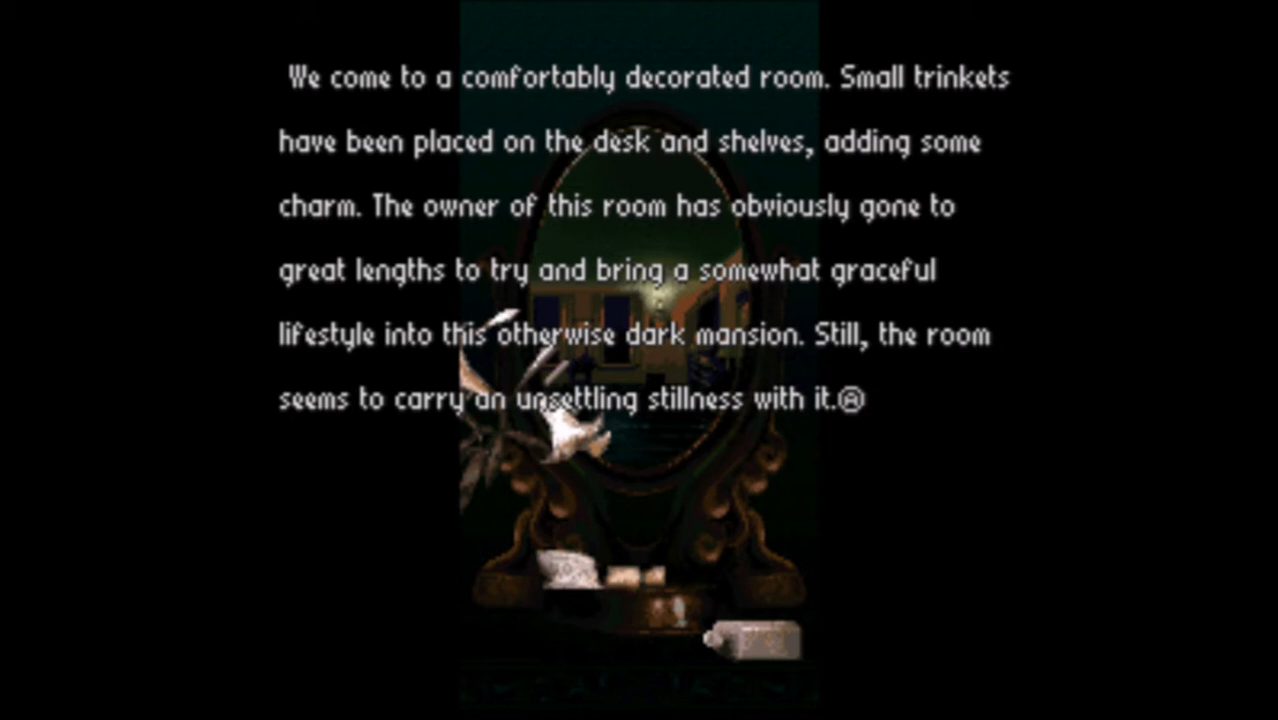 We come to a comfortably decorated room. Small trinkets
have been placed on the desk and shelves, adding some
charm. The owner of this room has obviously gone to
great lengths to try and bring a somewhat graceful
lifestyle into this otherwise dark mansion. Still, the room
seems to carry an unsettling stillness with it.